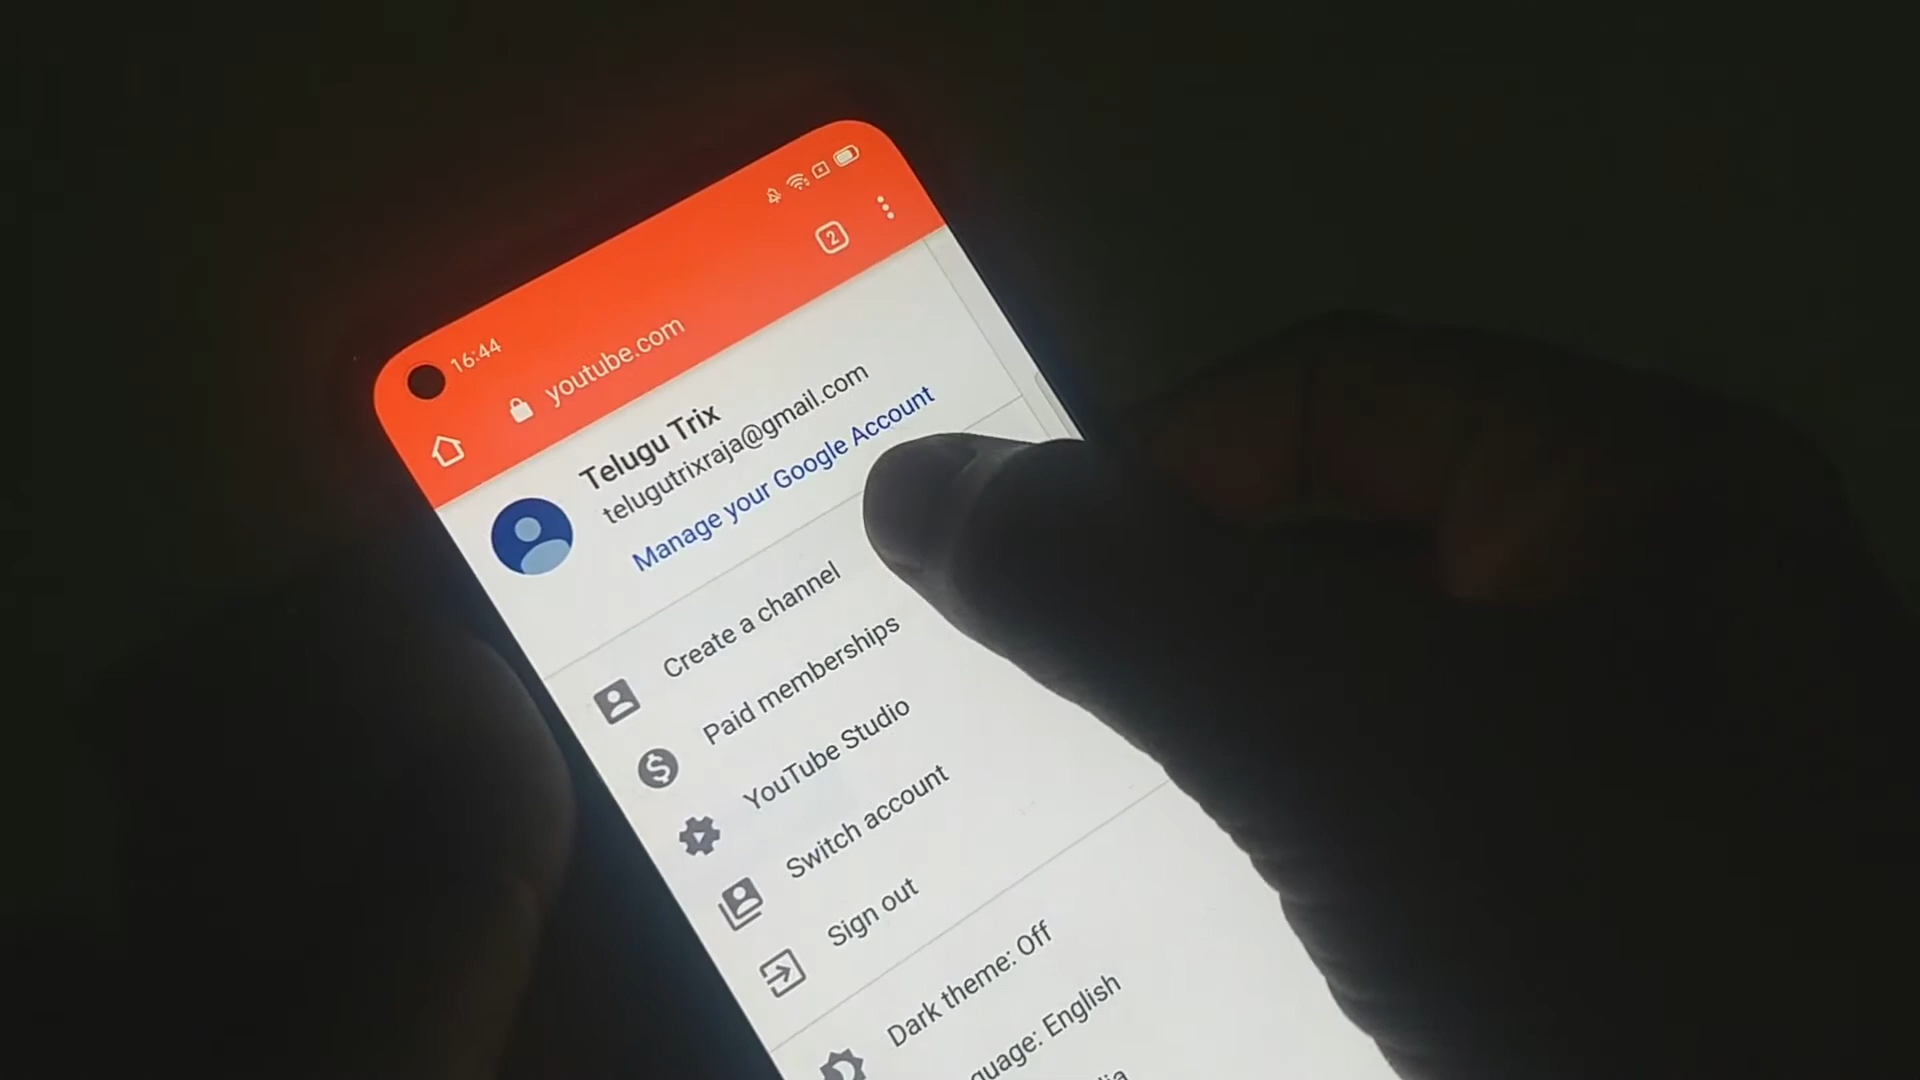 16:44
2
youtube.com
Telugu Trix
telugutrixraja@gmail.com
Manage your Google Account
Create a channel
Paid memberships
YouTube Studio
Switch account
Sign out
Dark theme: Off
English